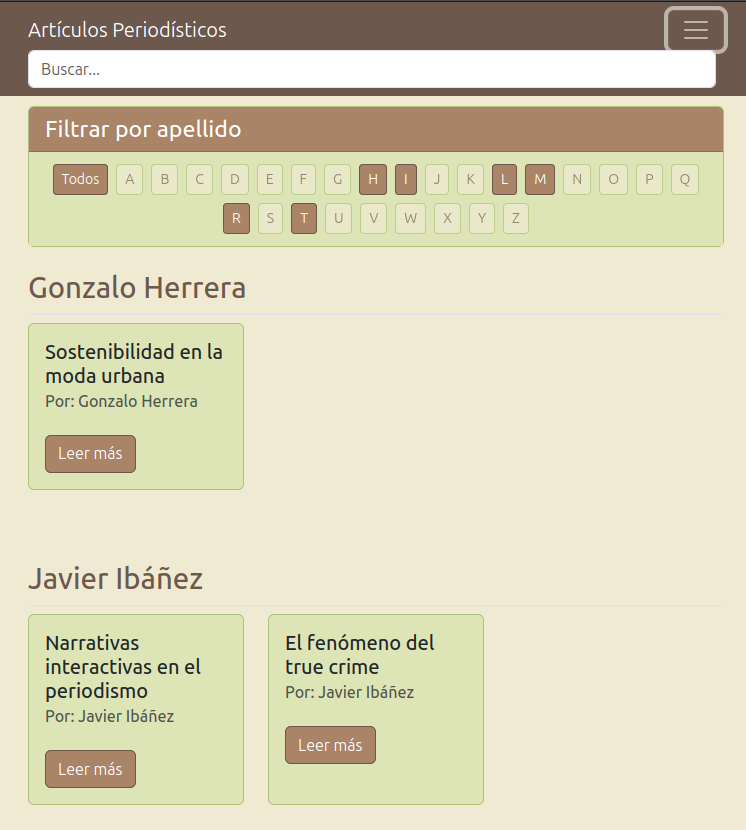 Artículos Periodísticos
Buscar...
Filtrar por apellido
Todos A B C D E F G H I J K L M N O P Q
R S T U V W X Y Z
Gonzalo Herrera
Sostenibilidad en la
moda urbana
Por: Gonzalo Herrera
Leer más
Javier Ibáñez
Narrativas
interactivas en el
periodismo
Por: Javier Ibáñez
Leer más
El fenómeno del
true crime
Por: Javier Ibáñez
Leer más